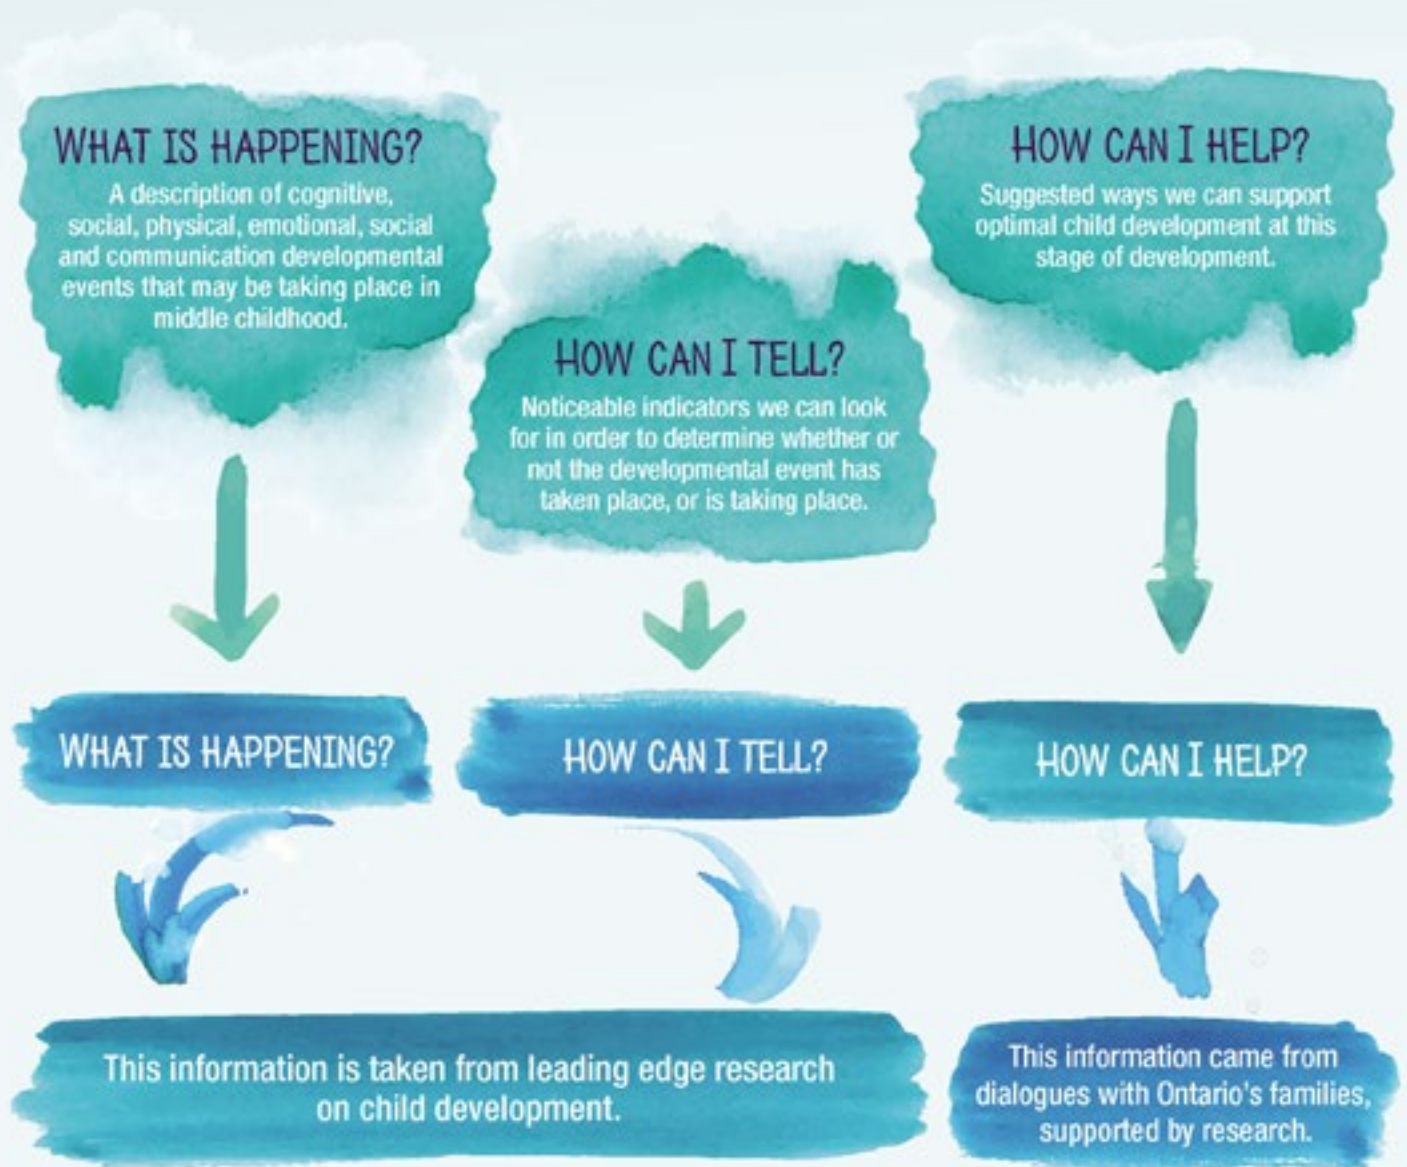 WHAT IS HAPPENING?
A description of cognitive,
social, physical, emotional, social
and communication developmental
events that may be taking place in
middle childhood.
HOW CAN I TELL?
Noticeable indicators we can look
for in order to determine whether or
not the developmental event has
taken place, or is taking place.
HOW CAN I HELP?
Suggested ways we can support
optimal child development at this
stage of development.
WHAT IS HAPPENING?
HOW CAN I TELL?
HOW CAN I HELP?
This information is taken from leading edge research
on child development.
This information came from
dialogues with Ontario's families,
supported by research.